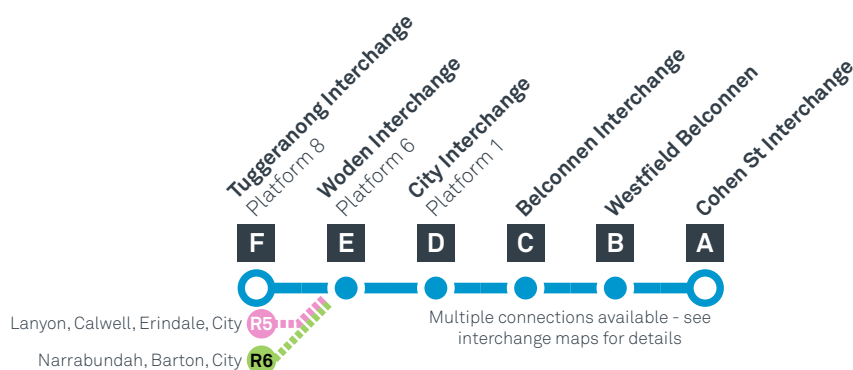 Tuggeranong Interchange
Platform 8
Woden Interchange
Platform 6
City Interchange
Platform 1
Belconnen Interchange
Westfield Belconnen
Cohen St Interchange
F
E
D
C
B
A
Lanyon, Calwell, Erindale, City R5
Narrabundah, Barton, City R6
Multiple connections available - see
interchange maps for details